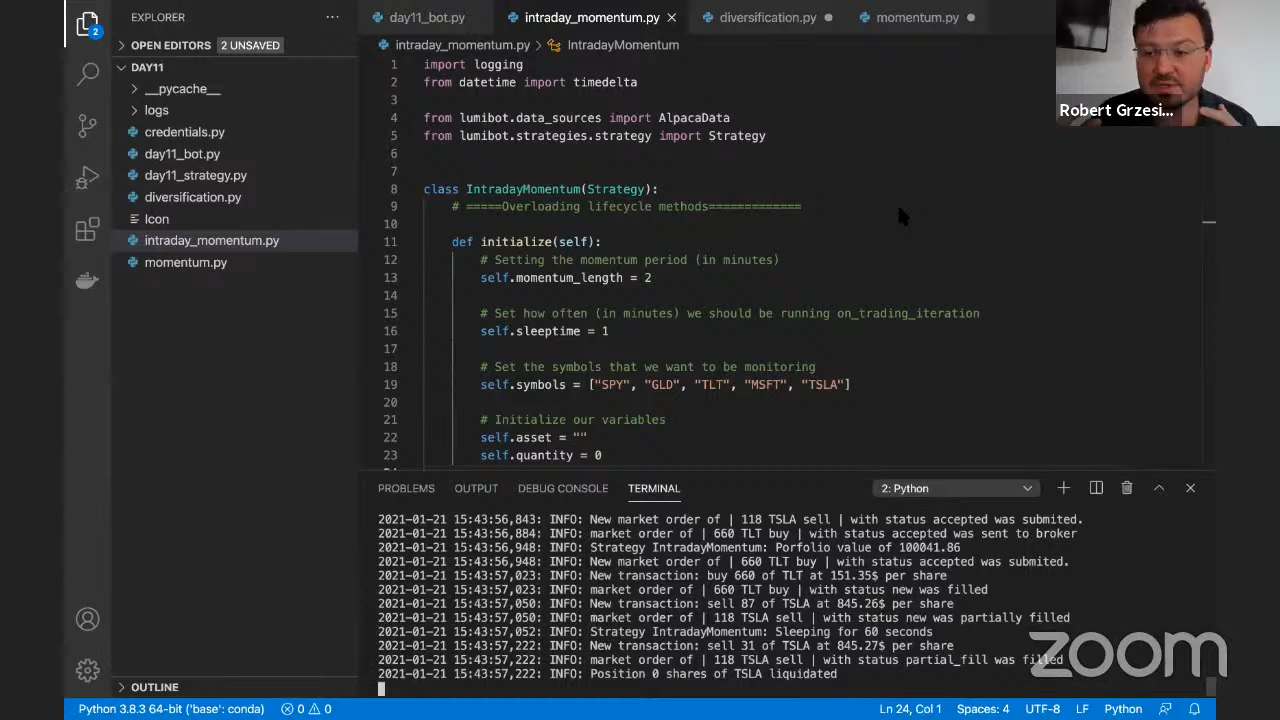 EXPLORER
OPEN EDITORS 2 UNSAVED
DAY11
__pycache__
logs
credentials.py
day11_bot.py
day11_strategy.py
diversification.py
Icon
intraday_momentum.py
momentum.py
OUTLINE
2
day11_bot.py intraday_momentum.py diversification.py momentum.py
intraday_momentum.py > IntradayMomentum
1 import logging
2 from datetime import timedelta
3
4 from lumibot.data_sources import AlpacaData
5 from lumibot.strategies.strategy import Strategy
6
7
8 class IntradayMomentum(Strategy):
9 # =====Overloading lifecycle methods=============
10
11 def initialize(self):
12 # Setting the momentum period (in minutes)
13 self.momentum_length = 2
14
15 # Set how often (in minutes) we should be running on_trading_iteration
16 self.sleeptime = 1
17
18 # Set the symbols that we want to be monitoring
19 self.symbols = ["SPY", "GLD", "TLT", "MSFT", "TSLA"]
20
21 # Initialize our variables
22 self.asset = ""
23 self.quantity = 0
Robert Grzesi...
PROBLEMS OUTPUT DEBUG CONSOLE TERMINAL 2: Python
2021-01-21 15:43:56,843: INFO: New market order of | 118 TSLA sell | with status accepted was submited.
2021-01-21 15:43:56,884: INFO: market order of | 660 TLT buy | with status accepted was sent to broker
2021-01-21 15:43:56,948: INFO: Strategy IntradayMomentum: Porfolio value of 100041.86
2021-01-21 15:43:56,948: INFO: New market order of | 660 TLT buy | with status accepted was submited.
2021-01-21 15:43:57,023: INFO: New transaction: buy 660 of TLT at 151.35$ per share
2021-01-21 15:43:57,023: INFO: market order of | 660 TLT buy | with status new was filled
2021-01-21 15:43:57,050: INFO: New transaction: sell 87 of TSLA at 845.26$ per share
2021-01-21 15:43:57,050: INFO: market order of | 118 TSLA sell | with status new was partially filled
2021-01-21 15:43:57,052: INFO: Strategy IntradayMomentum: Sleeping for 60 seconds
2021-01-21 15:43:57,222: INFO: New transaction: sell 31 of TSLA at 845.27$ per share
2021-01-21 15:43:57,222: INFO: market order of | 118 TSLA sell | with status partial_fill was filled
2021-01-21 15:43:57,222: INFO: Position 0 shares of TSLA liquidated
zoom
Python 3.8.3 64-bit ('base': conda) 0 0 Ln 24, Col 1 Spaces: 4 UTF-8 LF Python